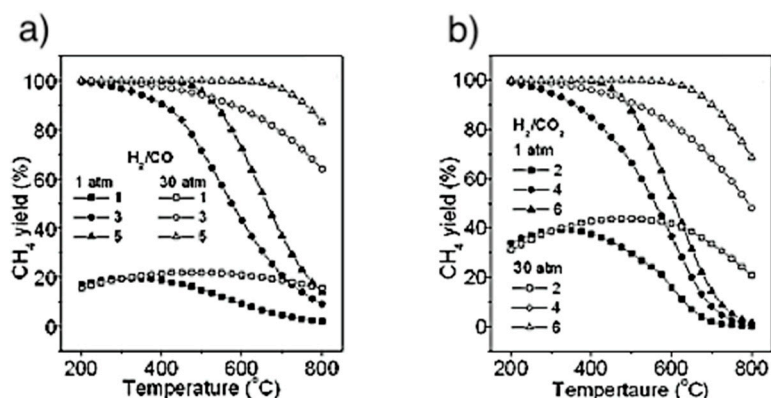 a)
CH₄ yield (%)
100
80
60
40
20
0
H₂/CO
1 atm 30 atm
1 1
3 3
5 5
200 400 600 800
Temperature (°C)
b)
CH₄ yield (%)
100
80
60
40
20
0
H₂/CO₂
1 atm
2
4
6
30 atm
2
4
6
200 400 600 800
Tempertaure (°C)